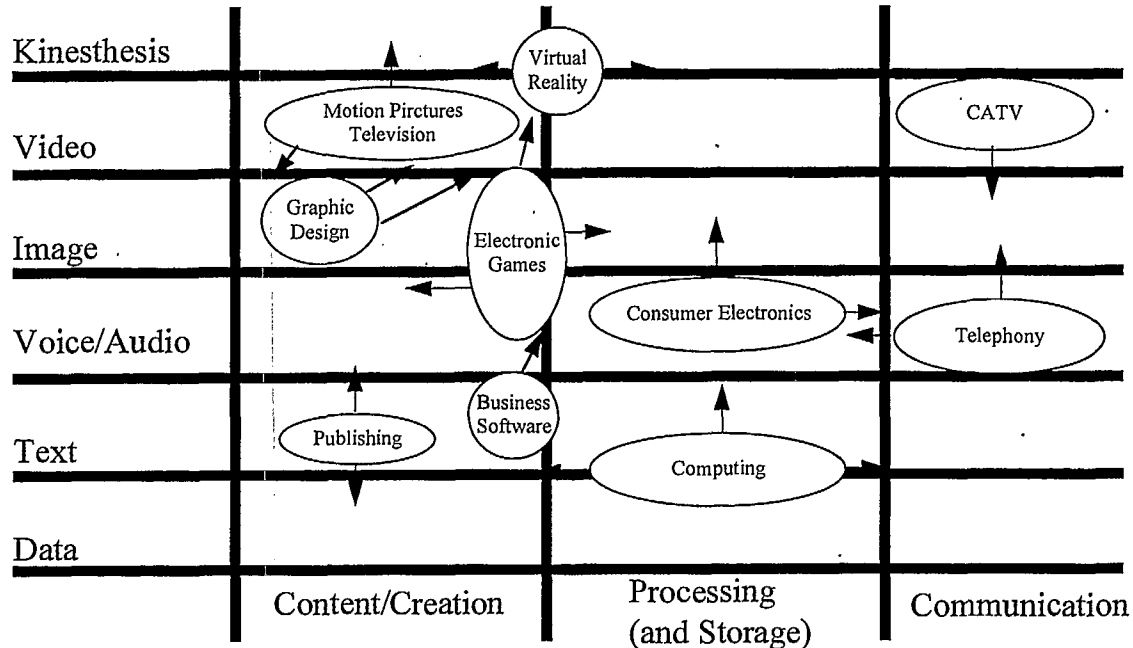 Kinesthesis
Virtual
Reality
Motion Pirctures
Television
CATV
Video
Graphic
Design
Image
Electronic
Games
Consumer Electronics
Voice/Audio
Telephony
Business
Software
Publishing
Text
Computing
Data
Content/Creation
Processing
(and Storage)
Communication